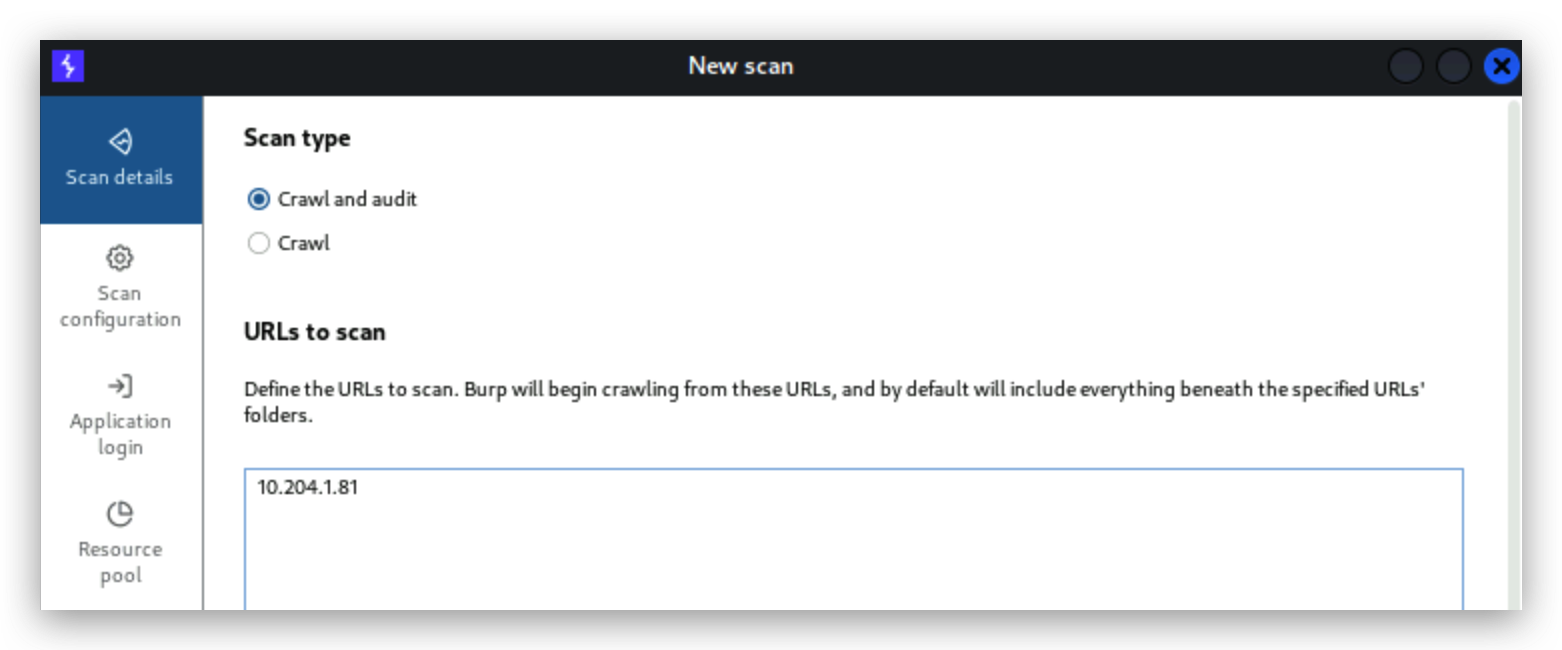 New scan
Scan details
Scan
configuration
Application
login
Resource
pool
Scan type
Crawl and audit
Crawl
URLs to scan
Define the URLs to scan. Burp will begin crawling from these URLs, and by default will include everything beneath the specified URLs'
folders.
10.204.1.81